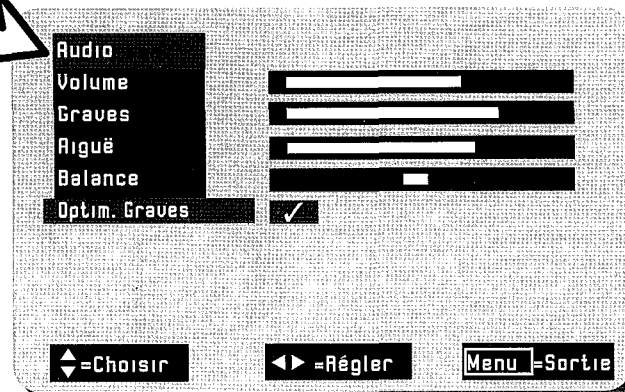 Audio
Volume
Graves
Aiguë
Balance
Optim. Graves
=Choisir =Régler Menu =Sortie